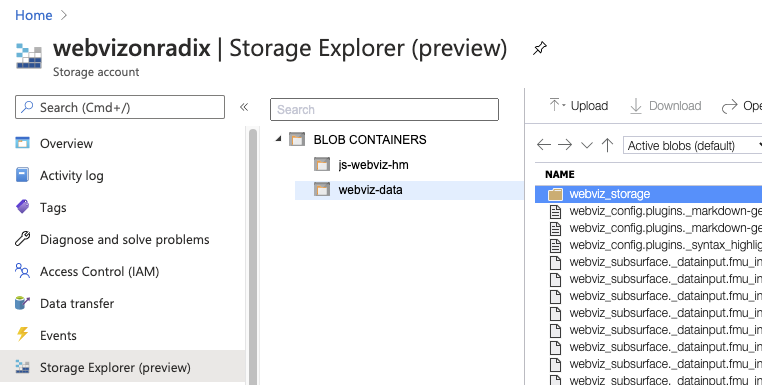 Home
webvizonradix | Storage Explorer (preview)
Storage account
Search (Cmd+/)
Overview
Activity log
Tags
Diagnose and solve problems
Access Control (IAM)
Data transfer
Events
Storage Explorer (preview)
Search
BLOB CONTAINERS
js-webviz-hm
webviz-data
Upload Download Ope
Active blobs (default)
NAME
webviz_storage
webviz_config.plugins._markdown-ge
webviz_config.plugins._markdown-ge
webviz_config.plugins._syntax_highlig
webviz_subsurface._datainput.fmu_in
webviz_subsurface._datainput.fmu_in
webviz_subsurface._datainput.fmu_in
webviz_subsurface._datainput.fmu_in
webviz_subsurface._datainput.fmu_in
webviz_subsurface._datainput.fmu_in
webviz_subsurface._datainput.fmu_in
webviz_subsurface._datainput.fmu_in